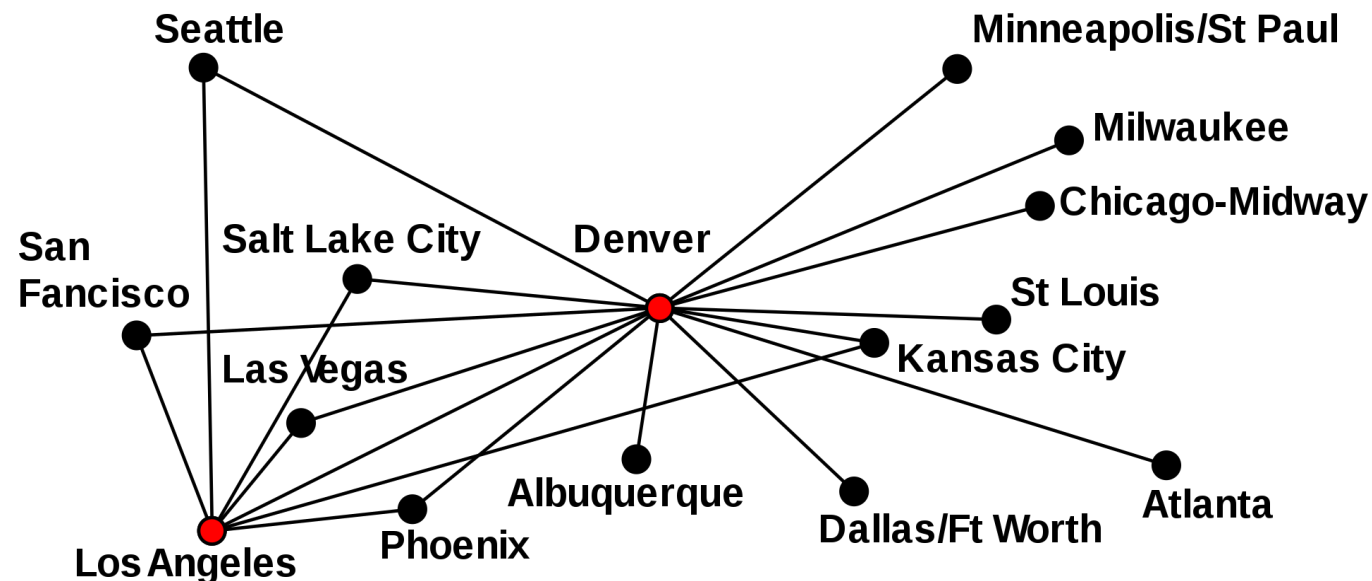 Seattle
Minneapolis/St Paul
Milwaukee
Chicago-Midway
San
Fancisco
Salt Lake City
Denver
St Louis
Kansas City
Las Vegas
Albuquerque
Atlanta
Dallas/Ft Worth
Phoenix
Los Angeles